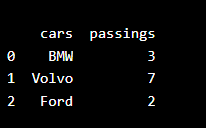 cars passings
0 BMW 3
1 Volvo 7
2 Ford 2